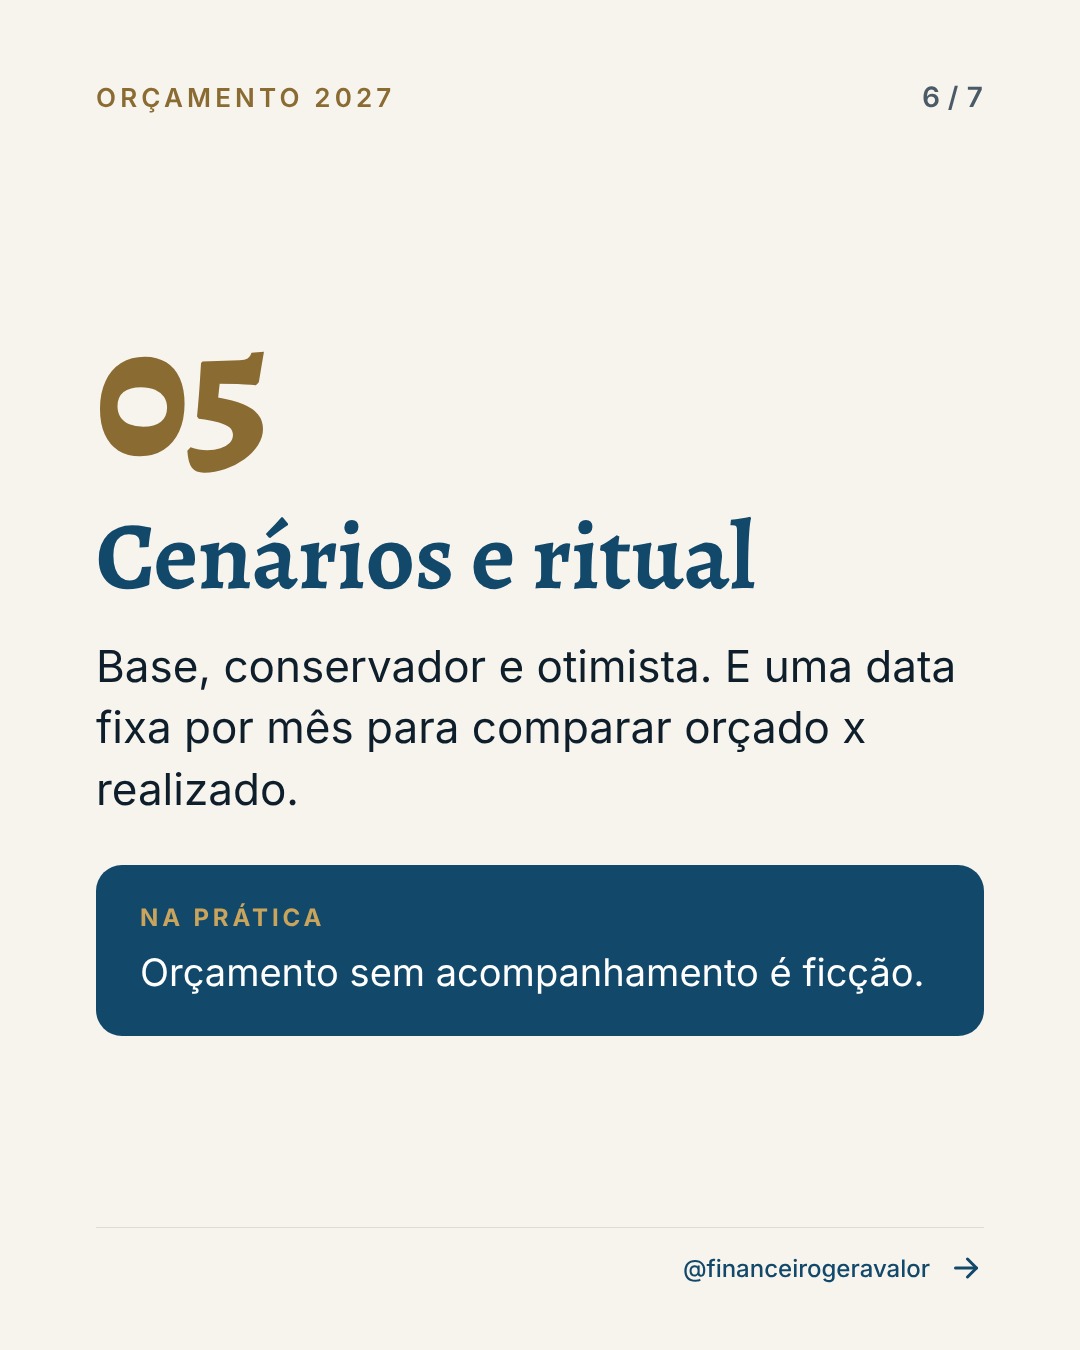 ORÇAMENTO 2027
6 / 7
05
Cenários e ritual
Base, conservador e otimista. E uma data
fixa por mês para comparar orçado x
realizado.
NA PRÁTICA
Orçamento sem acompanhamento é ficção.
@financeirogeravalor →